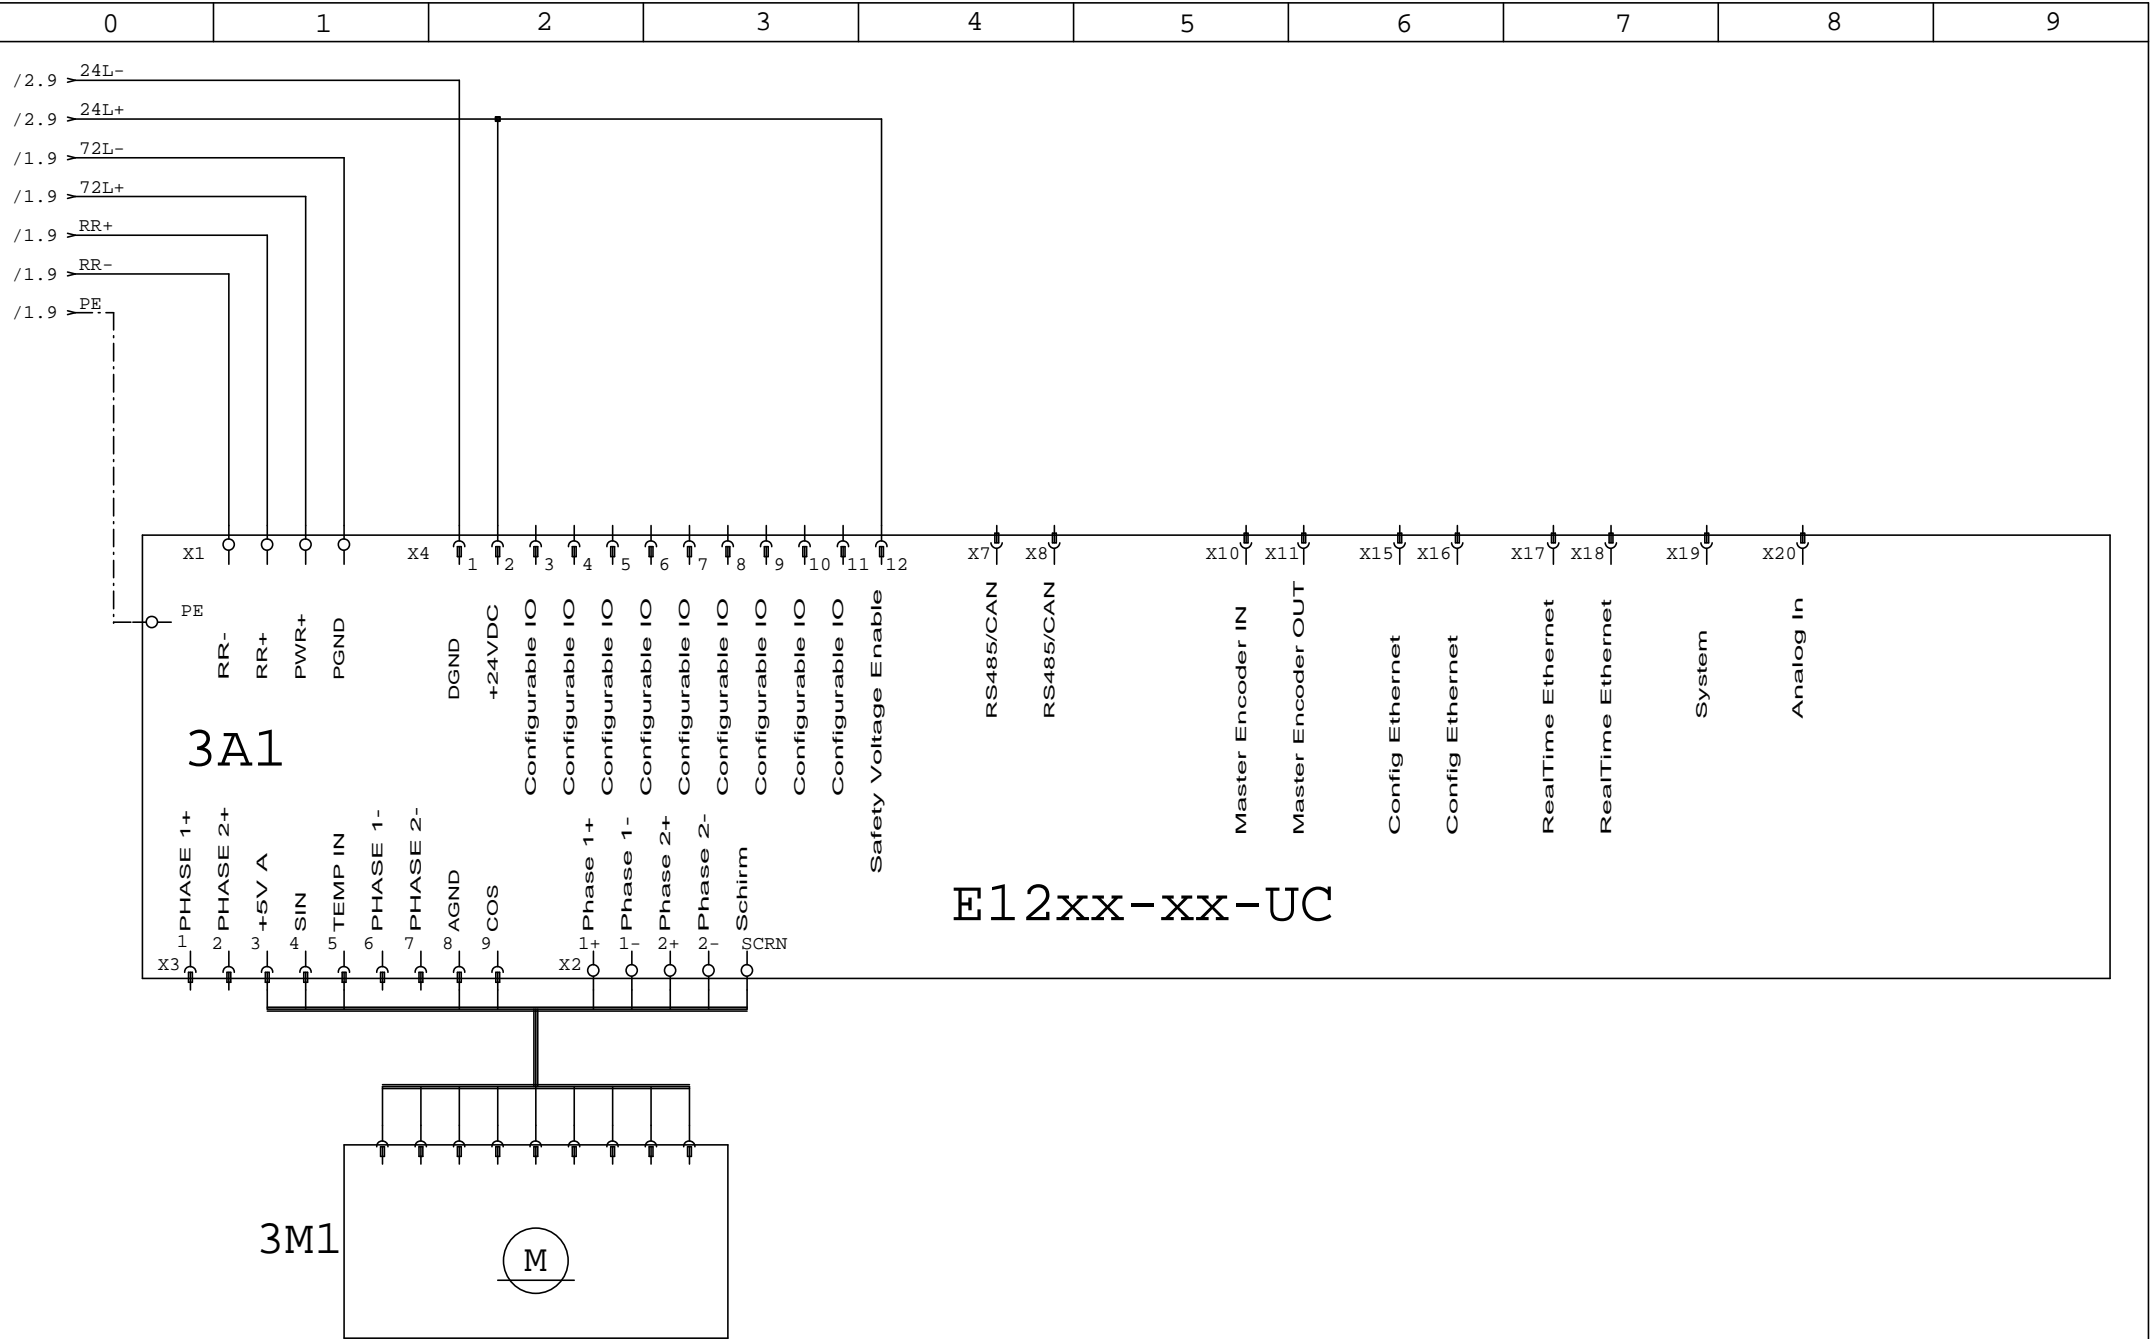 0 1 2 3 4 5 6 7 8 9
/2.9 24L-
/2.9 24L+
/1.9 72L-
/1.9 72L+
/1.9 RR+
/1.9 RR-
/1.9 PE
X1 X4 1 2 3 4 5 6 7 8 9 10 11 12 X7 X8 X10 X11 X15 X16 X17 X18 X19 X20
PE
RR-
RR+
PWR+
PGND
DGND
+24VDC
Configurable IO
Configurable IO
Configurable IO
Configurable IO
Configurable IO
Configurable IO
Configurable IO
Configurable IO
Configurable IO
Safety Voltage Enable
RS485/CAN
RS485/CAN
Master Encoder IN
Master Encoder OUT
Config Ethernet
Config Ethernet
RealTime Ethernet
RealTime Ethernet
System
Analog In
3A1
PHASE 1+
PHASE 2+
+5V A
SIN
TEMP IN
PHASE 1-
PHASE 2-
AGND
COS
Phase 1+
Phase 1-
Phase 2+
Phase 2-
Schirm
E12xx-xx-UC
1 2 3 4 5 6 7 8 9 1+ 1- 2+ 2- SCRN
X3 X2
3M1
M